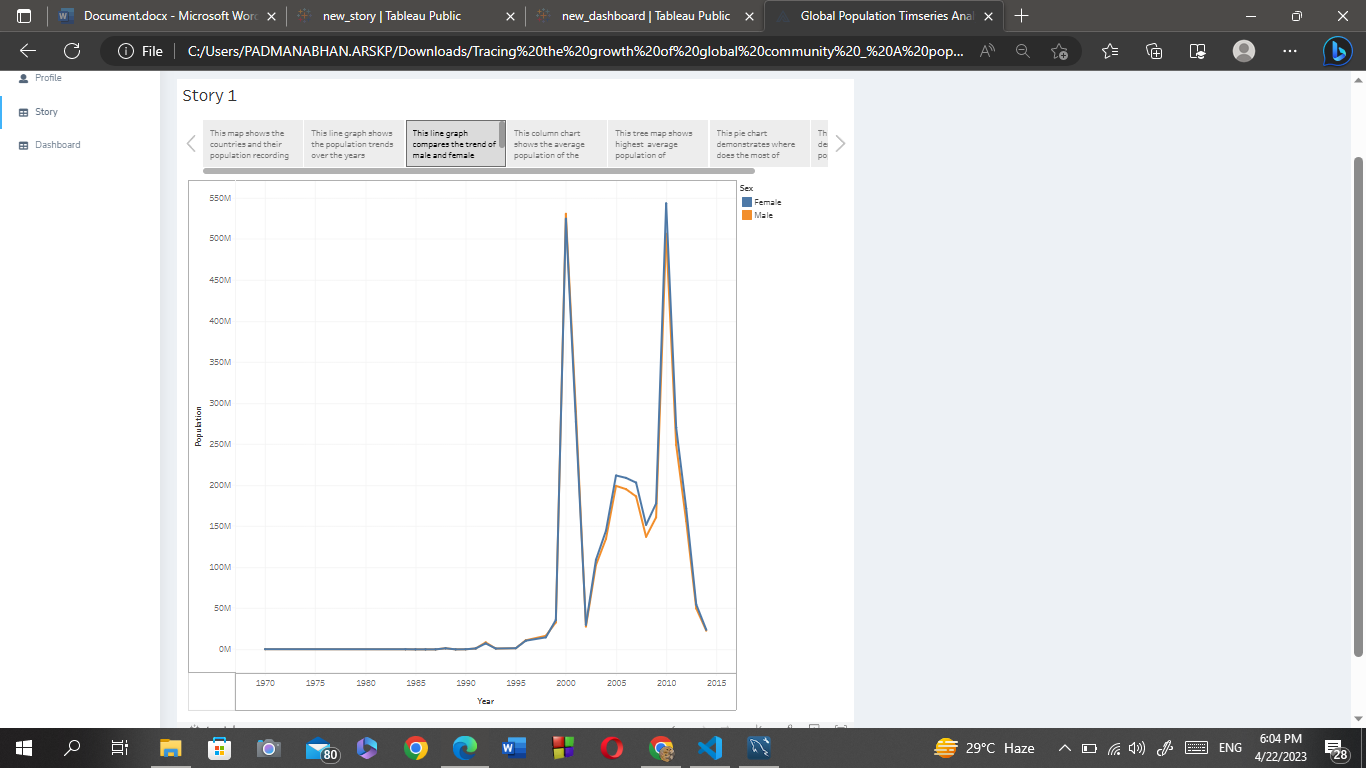 Document.docx - Microsoft Word
new_story | Tableau Public
new_dashboard | Tableau Public
Global Population Timseries Anal
File
C:/Users/PADMANABHAN.ARSKP/Downloads/Tracing%20the%20growth%20of%20global%20community%20_%20A%20pop...
Profile
Story
Dashboard
Story 1
This map shows the
countries and their
population recording
This line graph shows
the population trends
over the years
This line graph
compares the trend of
male and female
This column chart
shows the average
population of the
This tree map shows
highest average
population of
This pie chart
demonstrates where
does the most of
Th
de
po
Sex
Female
Male
550M
500M
450M
400M
350M
300M
250M
200M
150M
100M
50M
0M
Population
1970
1975
1980
1985
1990
1995
2000
2005
2010
2015
Year
80
29°C Haze
ENG
6:04 PM
4/22/2023
28